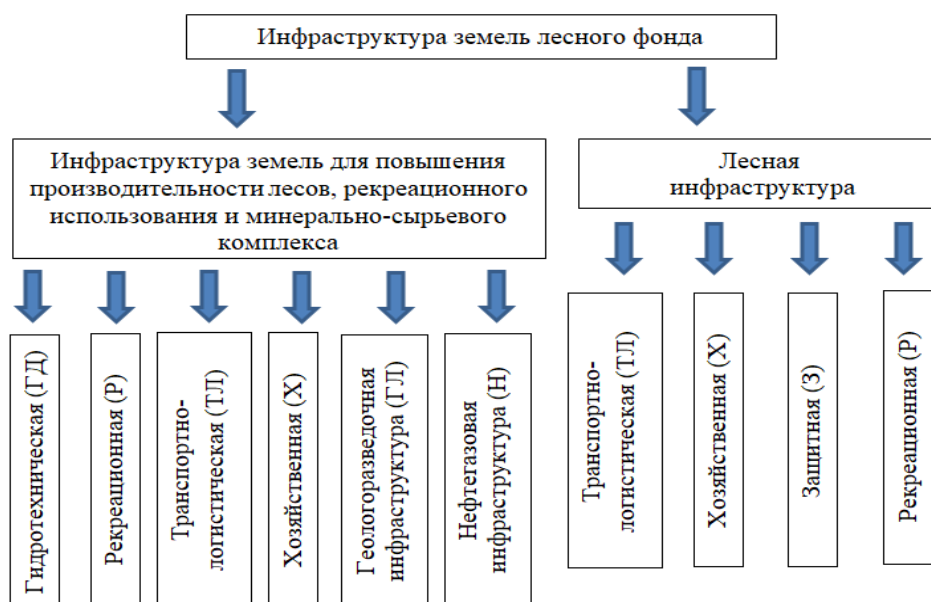 Инфраструктура земель лесного фонда
Инфраструктура земель для повышения
производительности лесов, рекреационного
использования и минерально-сырьевого
комплекса
Лесная
инфраструктура
Гидротехническая (ГД)
Рекреационная (Р)
Транспортно-
логистическая (ТЛ)
Хозяйственная (Х)
Геологоразведочная
инфраструктура (ГЛ)
Нефтегазовая
инфраструктура (Н)
Транспортно-
логистическая (ТЛ)
Хозяйственная (Х)
Защитная (З)
Рекреационная (Р)